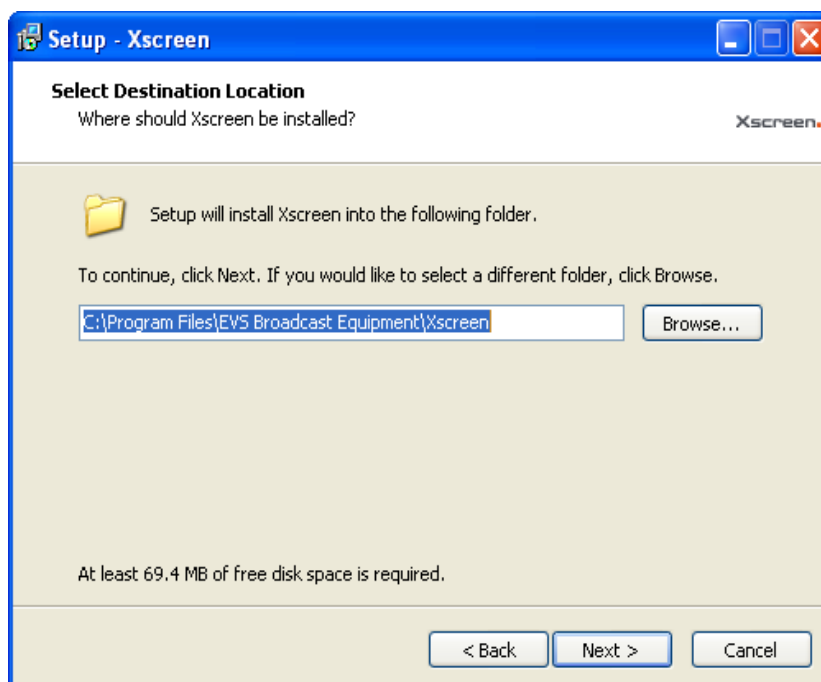 Setup - Xscreen
Select Destination Location
Where should Xscreen be installed?
Xscreen.
Setup will install Xscreen into the following folder.
To continue, click Next. If you would like to select a different folder, click Browse.
C:\Program Files\EVS Broadcast Equipment\Xscreen
Browse...
At least 69.4 MB of free disk space is required.
< Back
Next >
Cancel